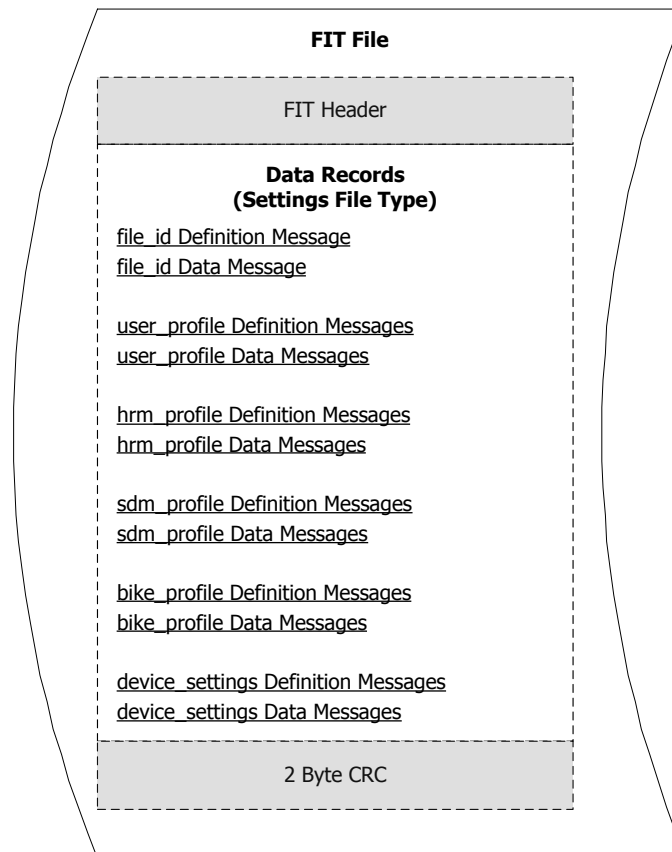 FIT File
FIT Header
Data Records
(Settings File Type)
file_id Definition Message
file_id Data Message
user_profile Definition Messages
user_profile Data Messages
hrm_profile Definition Messages
hrm_profile Data Messages
sdm_profile Definition Messages
sdm_profile Data Messages
bike_profile Definition Messages
bike_profile Data Messages
device_settings Definition Messages
device_settings Data Messages
2 Byte CRC